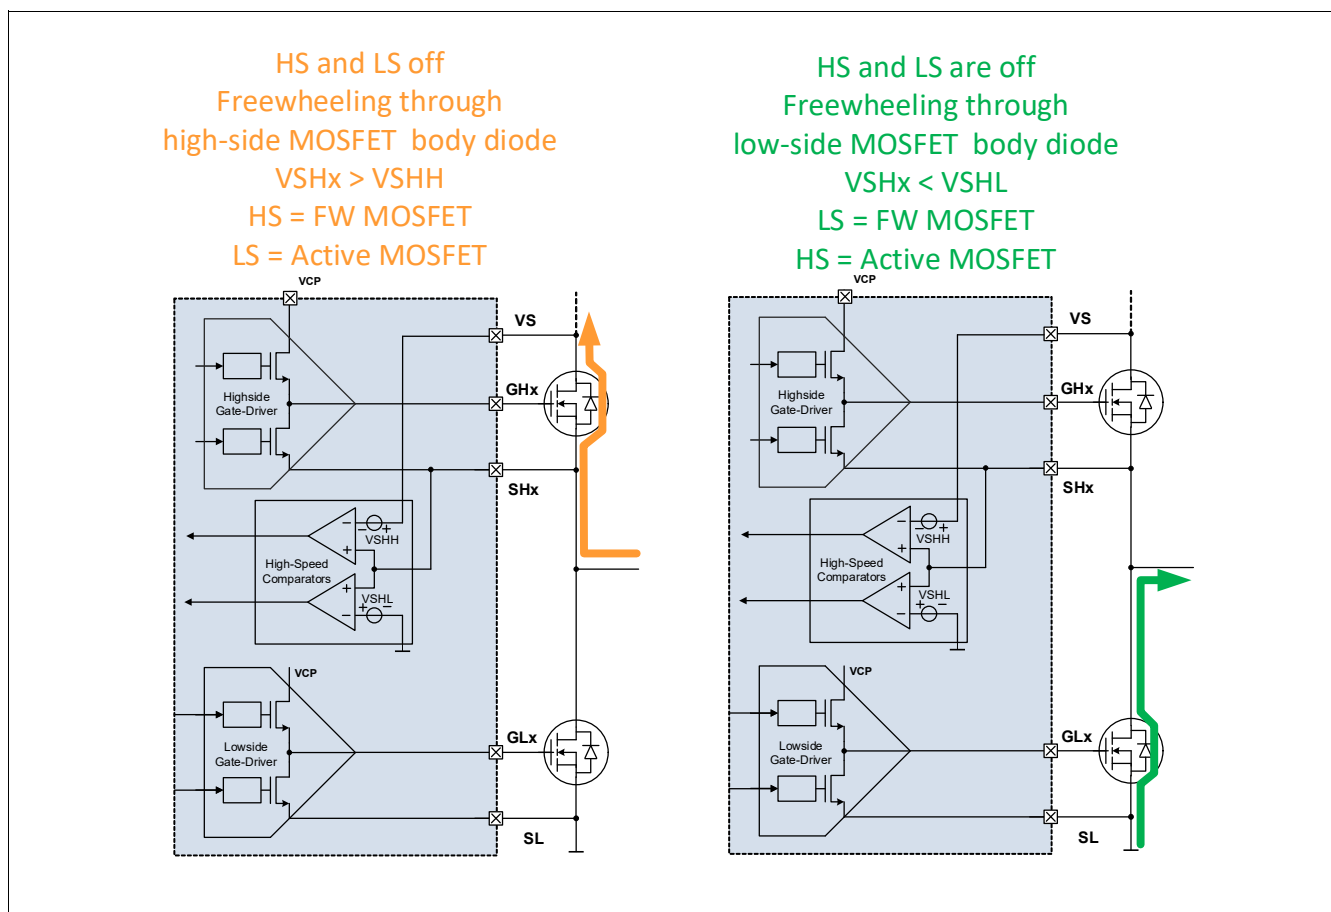 HS and LS off
Freewheeling through
high-side MOSFET body diode
VSHx > VSHH
HS = FW MOSFET
LS = Active MOSFET
VCP
VS
Highside
Gate-Driver
GHx
SHx
VSHH
High-Speed
Comparators
VSHL
VCP
Lowside
Gate-Driver
GLx
SL
HS and LS are off
Freewheeling through
low-side MOSFET body diode
VSHx < VSHL
LS = FW MOSFET
HS = Active MOSFET
VCP
VS
Highside
Gate-Driver
GHx
SHx
VSHH
High-Speed
Comparators
VSHL
VCP
Lowside
Gate-Driver
GLx
SL